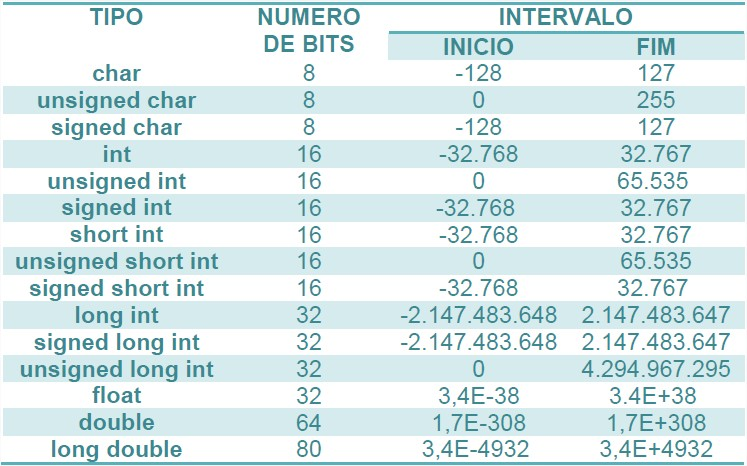 TIPO NUMERO DE BITS INTERVALO
INICIO FIM
char 8 -128 127
unsigned char 8 0 255
signed char 8 -128 127
int 16 -32.768 32.767
unsigned int 16 0 65.535
signed int 16 -32.768 32.767
short int 16 -32.768 32.767
unsigned short int 16 0 65.535
signed short int 16 -32.768 32.767
long int 32 -2.147.483.648 2.147.483.647
signed long int 32 -2.147.483.648 2.147.483.647
unsigned long int 32 0 4.294.967.295
float 32 3,4E-38 3.4E+38
double 64 1,7E-308 1,7E+308
long double 80 3,4E-4932 3,4E+4932